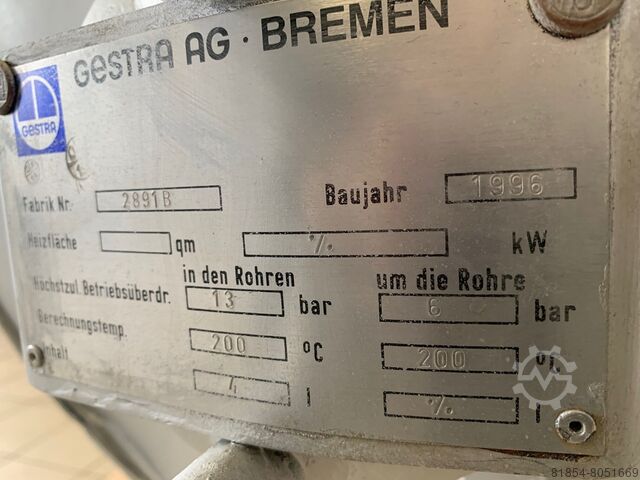 GESTRA AG · BREMEN
GESTRA
Fabrik Nr. 2891B Baujahr 1996
Heizfläche qm ./. kW
in den Rohren um die Rohre
Höchstzul. Betriebsüberdr. 13 bar 6 bar
Berechnungstemp. 200 °C 200 °C
Inhalt 4 l ./. l
81854-8051669